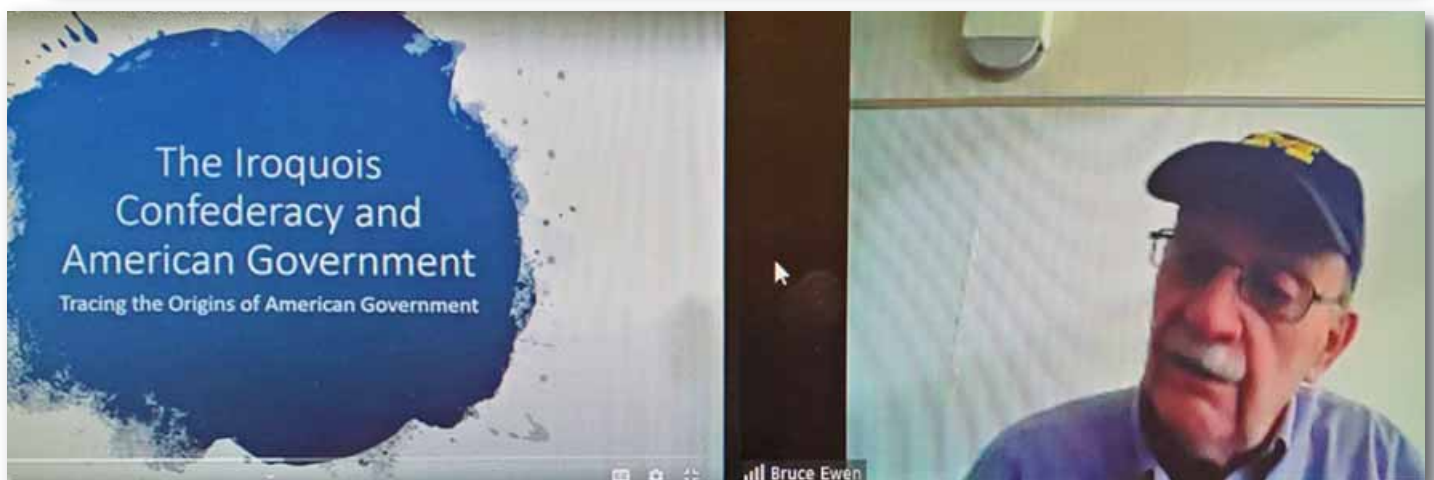 The Iroquois
Confederacy and
American Government
Tracing the Origins of American Government
M
Bruce Ewen